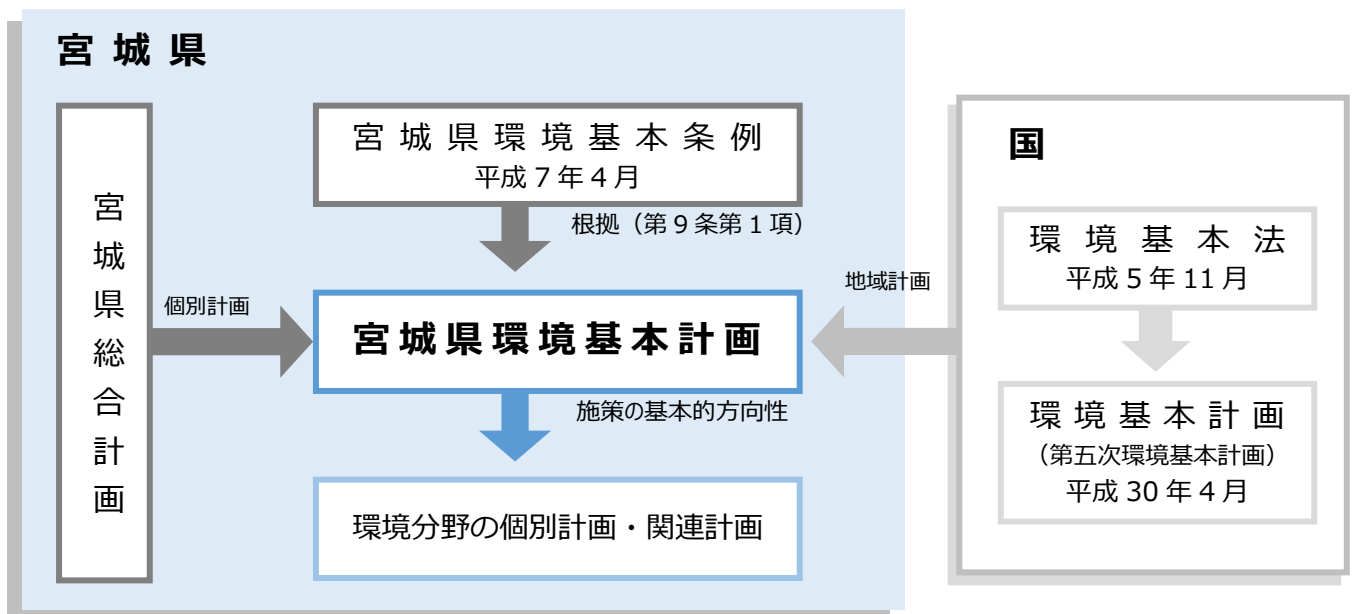 宮城県
宮城県総合計画
宮城県環境基本条例
平成7年4月
根拠（第9条第1項）
個別計画
宮城県環境基本計画
施策の基本的方向性
環境分野の個別計画・関連計画
地域計画
国
環境基本法
平成5年11月
環境基本計画
（第五次環境基本計画）
平成30年4月